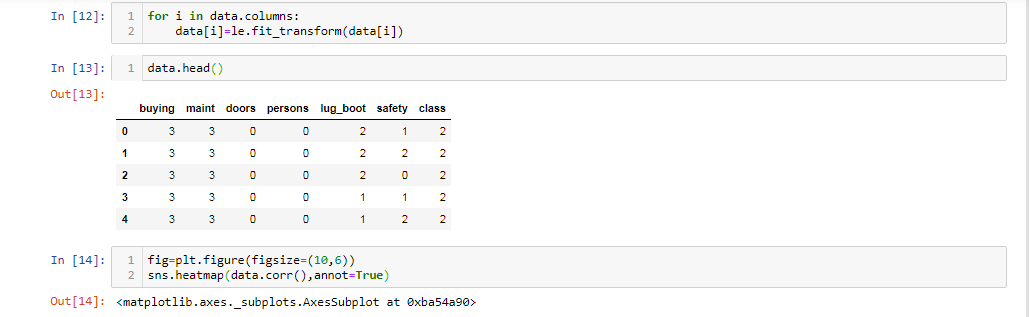 In [12]: 1 for i in data.columns:
2 data[i]=le.fit_transform(data[i])
In [13]: 1 data.head()
Out[13]:
buying maint doors persons lug_boot safety class
0 3 3 0 0 2 1 2
1 3 3 0 0 2 2 2
2 3 3 0 0 2 0 2
3 3 3 0 0 1 1 2
4 3 3 0 0 1 2 2
In [14]: 1 fig=plt.figure(figsize=(10,6))
2 sns.heatmap(data.corr(),annot=True)
Out[14]: <matplotlib.axes._subplots.AxesSubplot at 0xba54a90>